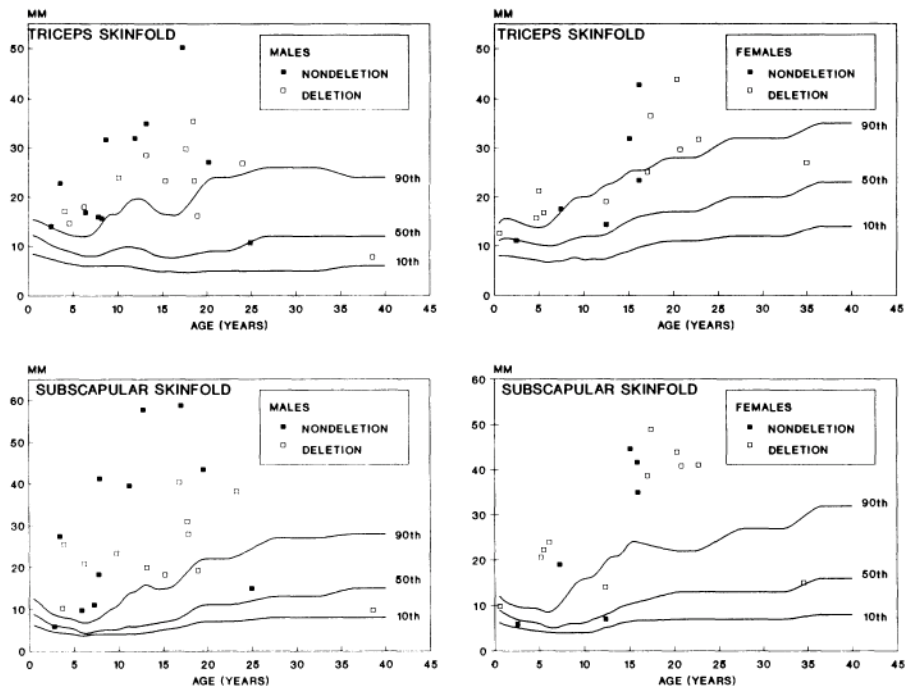 MM
TRICEPS SKINFOLD
MALES
NONDELETION
DELETION
50
40
30
20
10
0
90th
50th
10th
0 5 10 15 20 25 30 35 40 45
AGE (YEARS)
MM
TRICEPS SKINFOLD
FEMALES
NONDELETION
DELETION
50
40
30
20
10
0
90th
50th
10th
0 5 10 15 20 25 30 35 40 45
AGE (YEARS)
MM
SUBSCAPULAR SKINFOLD
MALES
NONDELETION
DELETION
60
50
40
30
20
10
0
90th
50th
10th
0 5 10 15 20 25 30 35 40 45
AGE (YEARS)
MM
SUBSCAPULAR SKINFOLD
FEMALES
NONDELETION
DELETION
60
50
40
30
20
10
0
90th
50th
10th
0 5 10 15 20 25 30 35 40 45
AGE (YEARS)